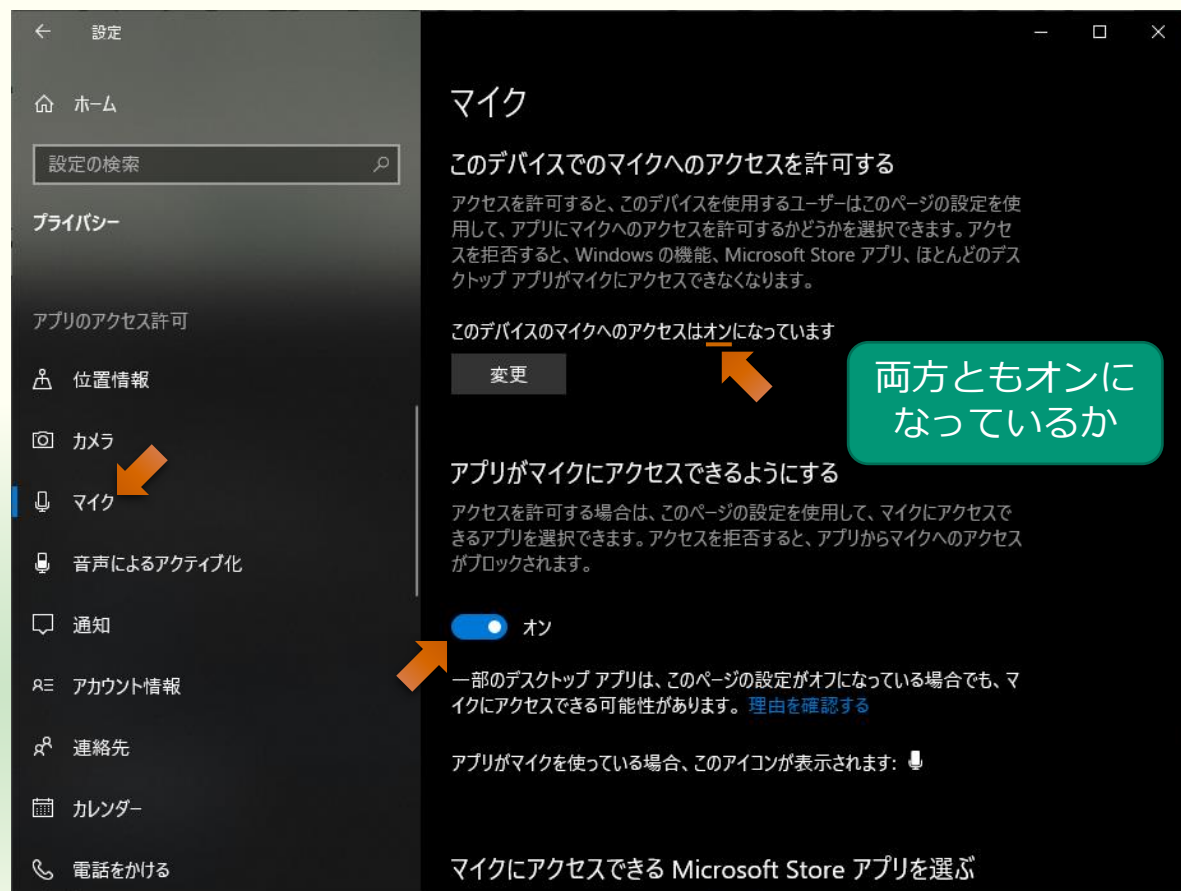 設定
ホーム
設定の検索
プライバシー
アプリのアクセス許可
位置情報
カメラ
マイク
音声によるアクティブ化
通知
アカウント情報
連絡先
カレンダー
電話をかける
マイク
このデバイスでのマイクへのアクセスを許可する
アクセスを許可すると、このデバイスを使用するユーザーはこのページの設定を使
用して、アプリにマイクへのアクセスを許可するかどうかを選択できます。アクセ
スを拒否すると、Windows の機能、Microsoft Store アプリ、ほとんどのデス
クトップ アプリがマイクにアクセスできなくなります。
このデバイスのマイクへのアクセスはオンになっています
変更
両方ともオンに
なっているか
アプリがマイクにアクセスできるようにする
アクセスを許可する場合は、このページの設定を使用して、マイクにアクセスで
きるアプリを選択できます。アクセスを拒否すると、アプリからマイクへのアクセス
がブロックされます。
オン
一部のデスクトップ アプリは、このページの設定がオフになっている場合でも、マ
イクにアクセスできる可能性があります。理由を確認する
アプリがマイクを使っている場合、このアイコンが表示されます:
マイクにアクセスできる Microsoft Store アプリを選ぶ